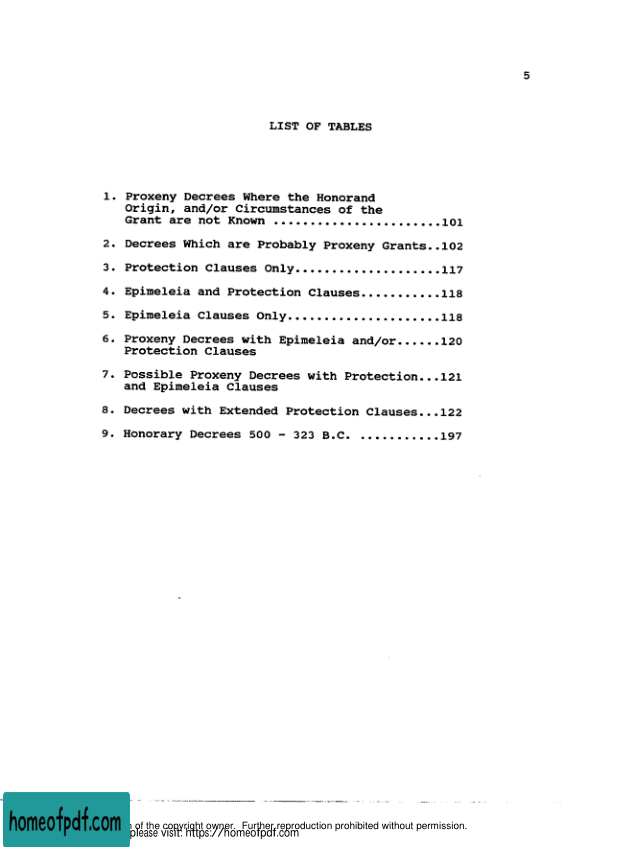 5
LIST OF TABLES
1. Proxeny Decrees Where the Honorand
Origin, and/or Circumstances of the
Grant are not Known .......................101
2. Decrees Which are Probably Proxeny Grants..102
3. Protection Clauses Only....................117
4. Epimeleia and Protection Clauses...........118
5. Epimeleia Clauses Only.....................118
6. Proxeny Decrees with Epimeleia and/or......120
Protection Clauses
7. Possible Proxeny Decrees with Protection...121
and Epimeleia Clauses
8. Decrees with Extended Protection Clauses...122
9. Honorary Decrees 500 - 323 B.C. ...........197
homeofpdf.com
of the copyright owner. Further reproduction prohibited without permission.
please visit: https://homeofpdf.com